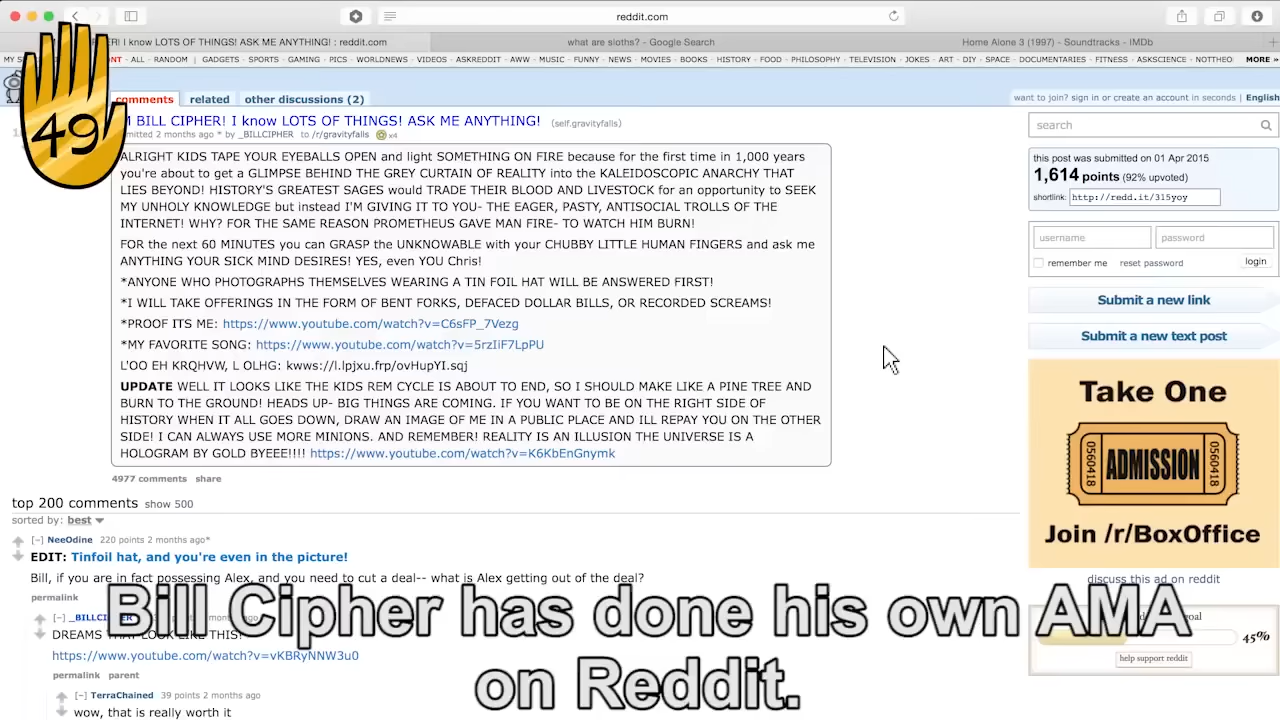 reddit.com
I know LOTS OF THINGS! ASK ME ANYTHING! : reddit.com
what are sloths? - Google Search
Home Alone 3 (1997) - Soundtracks - IMDb
MY S
- ALL - RANDOM | GADGETS - SPORTS - GAMING - PICS - WORLDNEWS - VIDEOS - ASKREDDIT - AWW - MUSIC - FUNNY - NEWS - MOVIES - BOOKS - HISTORY - FOOD - PHILOSOPHY - TELEVISION - JOKES - ART - DIY - SPACE - DOCUMENTARIES - FITNESS - ASKSCIENCE - NOTTHEO MORE »
49
comments related other discussions (2)
want to join? sign in or create an account in seconds | English
BILL CIPHER! I know LOTS OF THINGS! ASK ME ANYTHING! (self.gravityfalls)
mitted 2 months ago * by _BILLCIPHER to /r/gravityfalls x4
ALRIGHT KIDS TAPE YOUR EYEBALLS OPEN and light SOMETHING ON FIRE because for the first time in 1,000 years
you're about to get a GLIMPSE BEHIND THE GREY CURTAIN OF REALITY into the KALEIDOSCOPIC ANARCHY THAT
LIES BEYOND! HISTORY'S GREATEST SAGES would TRADE THEIR BLOOD AND LIVESTOCK for an opportunity to SEEK
MY UNHOLY KNOWLEDGE but instead I'M GIVING IT TO YOU- THE EAGER, PASTY, ANTISOCIAL TROLLS OF THE
INTERNET! WHY? FOR THE SAME REASON PROMETHEUS GAVE MAN FIRE- TO WATCH HIM BURN!
FOR the next 60 MINUTES you can GRASP the UNKNOWABLE with your CHUBBY LITTLE HUMAN FINGERS and ask me
ANYTHING YOUR SICK MIND DESIRES! YES, even YOU Chris!
*ANYONE WHO PHOTOGRAPHS THEMSELVES WEARING A TIN FOIL HAT WILL BE ANSWERED FIRST!
*I WILL TAKE OFFERINGS IN THE FORM OF BENT FORKS, DEFACED DOLLAR BILLS, OR RECORDED SCREAMS!
*PROOF ITS ME: https://www.youtube.com/watch?v=C6sFP_7Vezg
*MY FAVORITE SONG: https://www.youtube.com/watch?v=5rzIiF7LpPU
L'OO EH KRQHVW, L OLHG: kwws://l.lpjxu.frp/ovHupYI.sqj
UPDATE WELL IT LOOKS LIKE THE KIDS REM CYCLE IS ABOUT TO END, SO I SHOULD MAKE LIKE A PINE TREE AND
BURN TO THE GROUND! HEADS UP- BIG THINGS ARE COMING. IF YOU WANT TO BE ON THE RIGHT SIDE OF
HISTORY WHEN IT ALL GOES DOWN, DRAW AN IMAGE OF ME IN A PUBLIC PLACE AND ILL REPAY YOU ON THE OTHER
SIDE! I CAN ALWAYS USE MORE MINIONS. AND REMEMBER! REALITY IS AN ILLUSION THE UNIVERSE IS A
HOLOGRAM BY GOLD BYEEE!!!! https://www.youtube.com/watch?v=K6KbEnGnymk
4977 comments share
search
this post was submitted on 01 Apr 2015
1,614 points (92% upvoted)
shortlink: http://redd.it/315yoy
username password
remember me reset password login
Submit a new link
Submit a new text post
Take One
0560418 ADMISSION 0560418
Join /r/BoxOffice
discuss this ad on reddit
goal
45%
help support reddit
top 200 comments show 500
sorted by: best
[–] NeeOdine 220 points 2 months ago*
EDIT: Tinfoil hat, and you're even in the picture!
Bill, if you are in fact possessing Alex, and you need to cut a deal-- what is Alex getting out of the deal?
permalink
DREAMS THAT LOOK LIKE THIS!
https://www.youtube.com/watch?v=vKBRyNNW3u0
permalink parent
[–] TerraChained 39 points 2 months ago
wow, that is really worth it
Bill Cipher has done his own AMA
on Reddit.